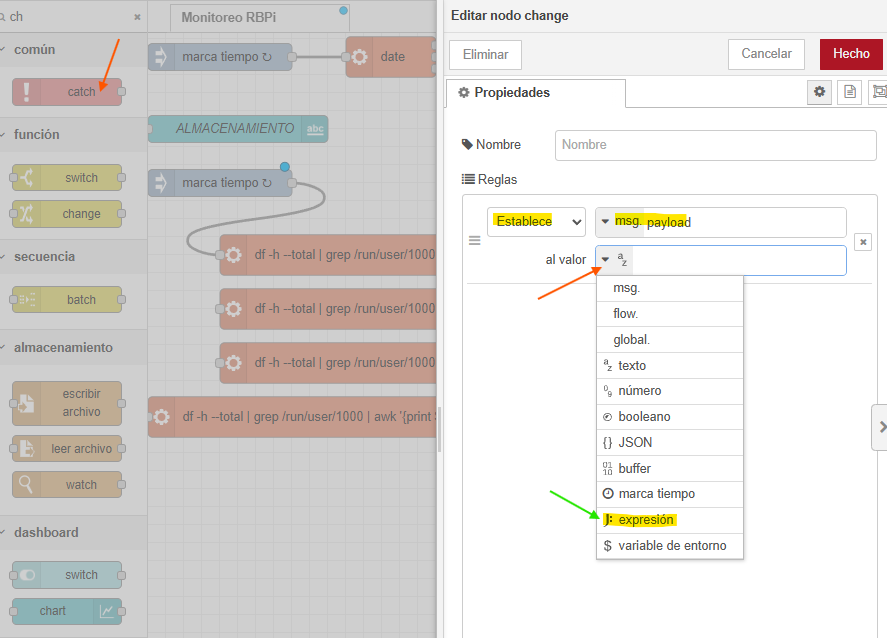 ch
común
catch
función
switch
change
secuencia
batch
almacenamiento
escribir
archivo
leer archivo
watch
dashboard
switch
chart
Monitoreo RBPi
marca tiempo ↻
date
ALMACENAMIENTO
abc
marca tiempo ↻
df -h --total | grep /run/user/1000
df -h --total | grep /run/user/1000
df -h --total | grep /run/user/1000
df -h --total | grep /run/user/1000 | awk '{print
Editar nodo change
Eliminar
Cancelar
Hecho
Propiedades
Nombre
Nombre
Reglas
Establece
msg. payload
al valor
az
msg.
flow.
global.
az texto
09 número
booleano
{} JSON
0110 buffer
marca tiempo
J: expresión
$ variable de entorno